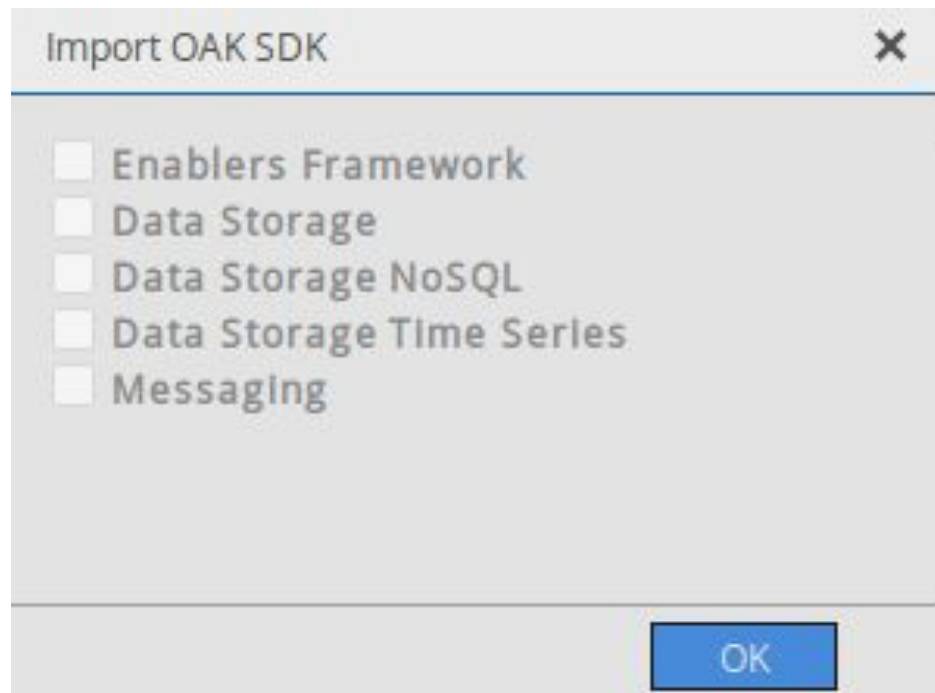 Import OAK SDK
Enablers Framework
Data Storage
Data Storage NoSQL
Data Storage Time Series
Messaging
OK